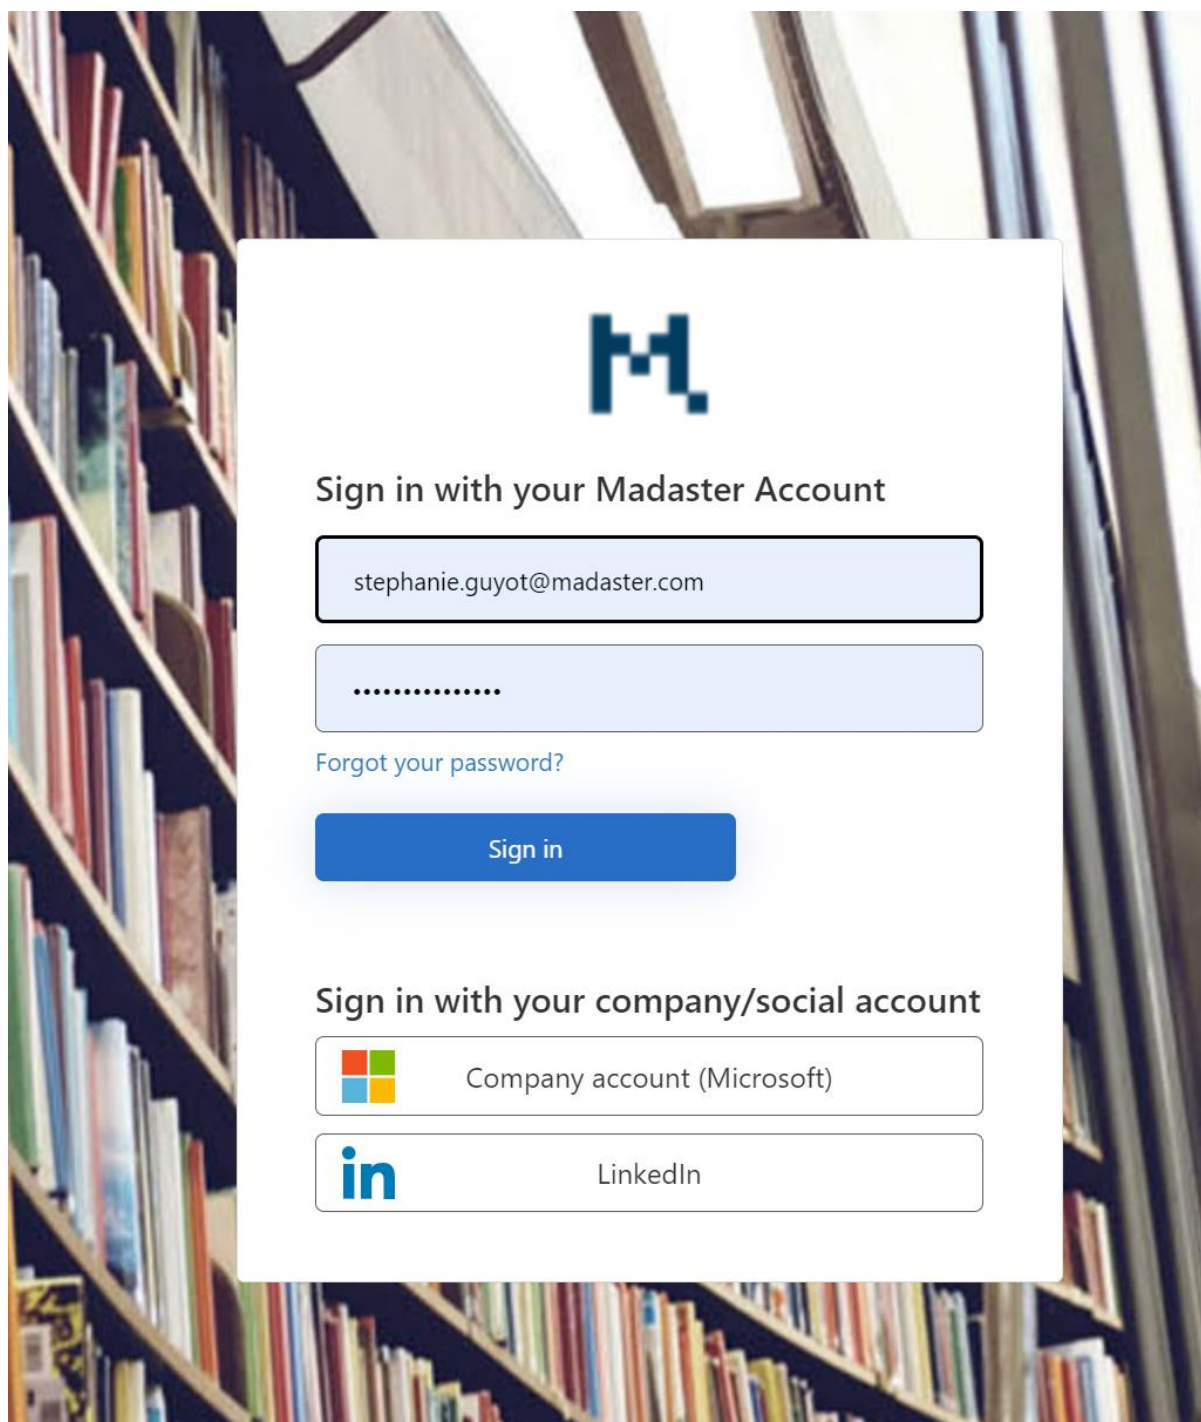 M.
Sign in with your Madaster Account
stephanie.guyot@madaster.com
•••••••••••••••
Forgot your password?
Sign in
Sign in with your company/social account
Company account (Microsoft)
in
LinkedIn